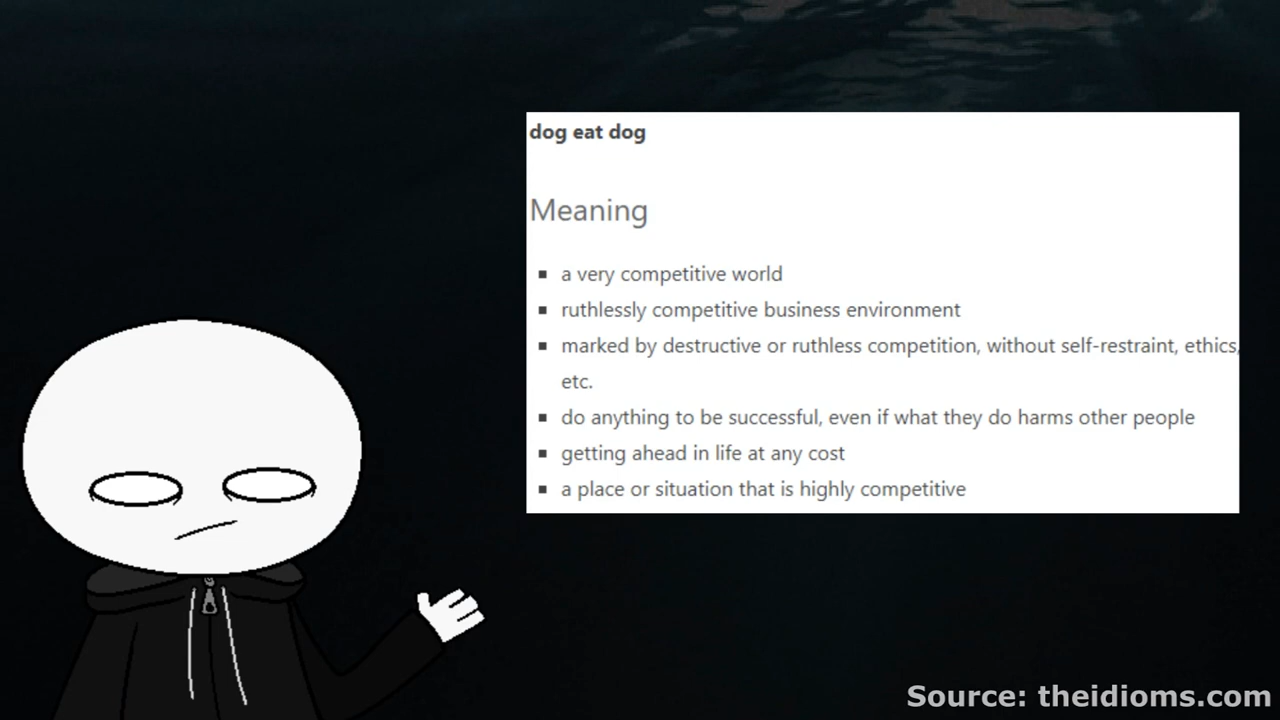 dog eat dog
Meaning
▪ a very competitive world
▪ ruthlessly competitive business environment
▪ marked by destructive or ruthless competition, without self-restraint, ethics,
etc.
▪ do anything to be successful, even if what they do harms other people
▪ getting ahead in life at any cost
▪ a place or situation that is highly competitive
Source: theidioms.com